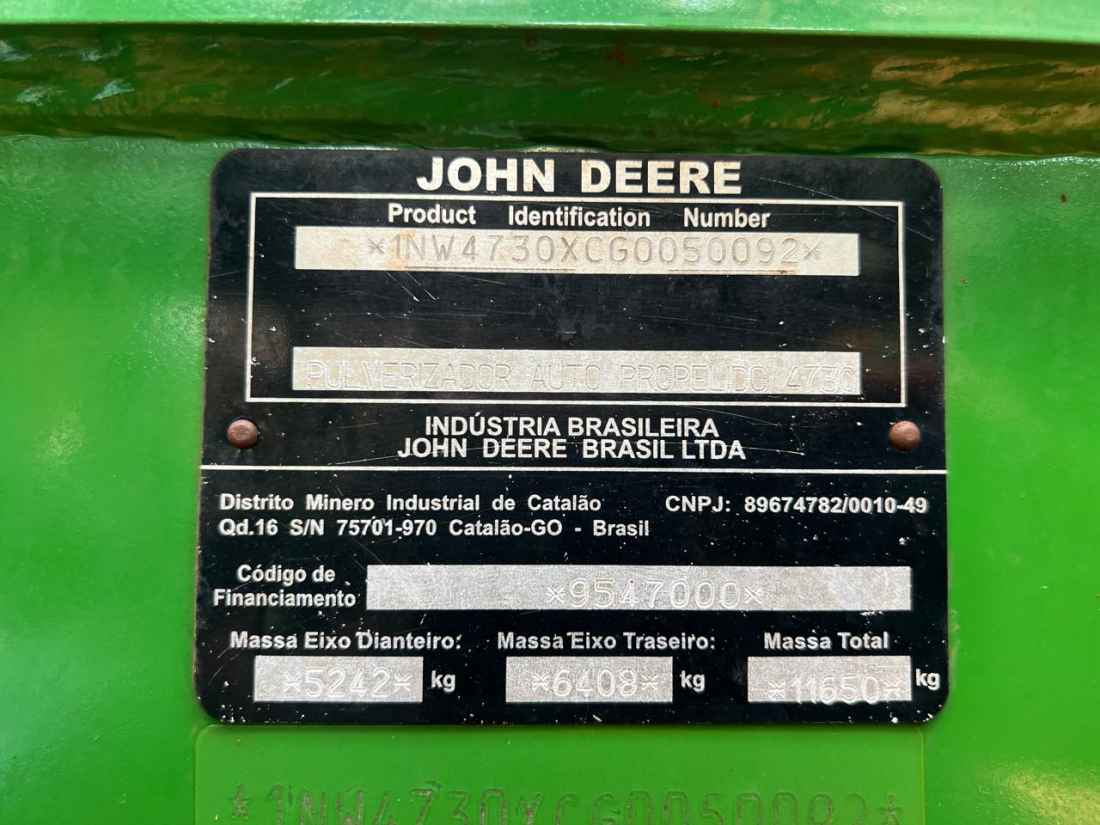 JOHN DEERE
Product Identification Number
*1NW4730XCG0050092*
PULVERIZADOR AUTO PROPELIDO 4730
INDÚSTRIA BRASILEIRA
JOHN DEERE BRASIL LTDA
Distrito Minero Industrial de Catalão CNPJ: 89674782/0010-49
Qd.16 S/N 75701-970 Catalão-GO - Brasil
Código de
Financiamento *9547000*
Massa Eixo Dianteiro: Massa Eixo Traseiro: Massa Total
*5242* kg *6408* kg *11650* kg
*1NW4730XCG0050092*